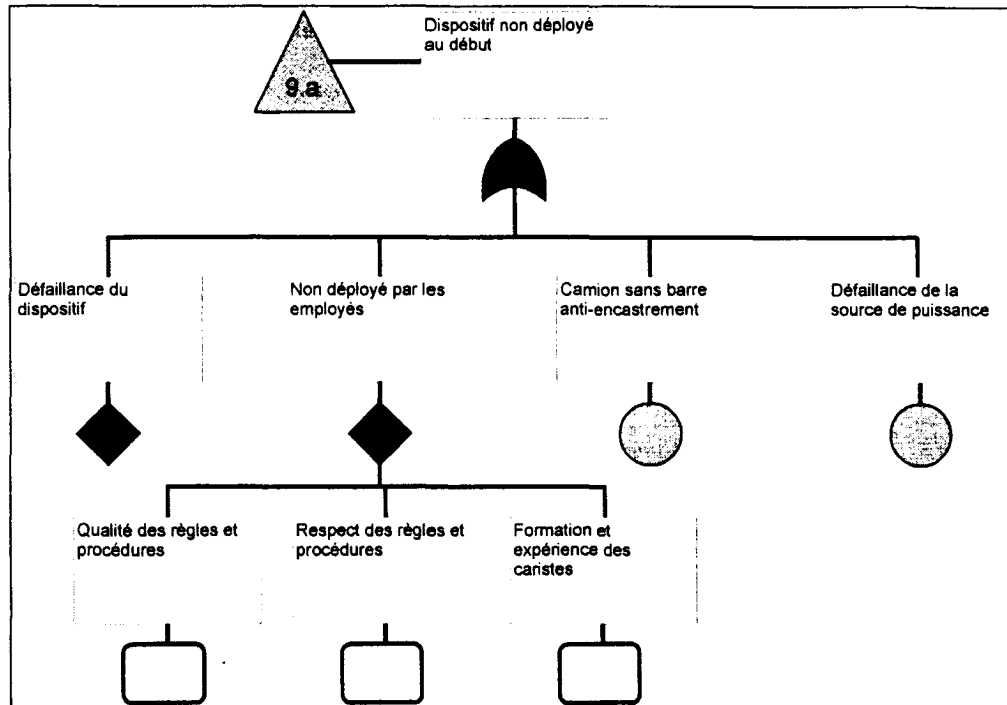 Dispositif non déployé
au début
9.a
Défaillance du
dispositif
Non déployé par les
employés
Camion sans barre
anti-encastrement
Défaillance de la
source de puissance
Qualité des règles et
procédures
Respect des règles et
procédures
Formation et
expérience des
caristes